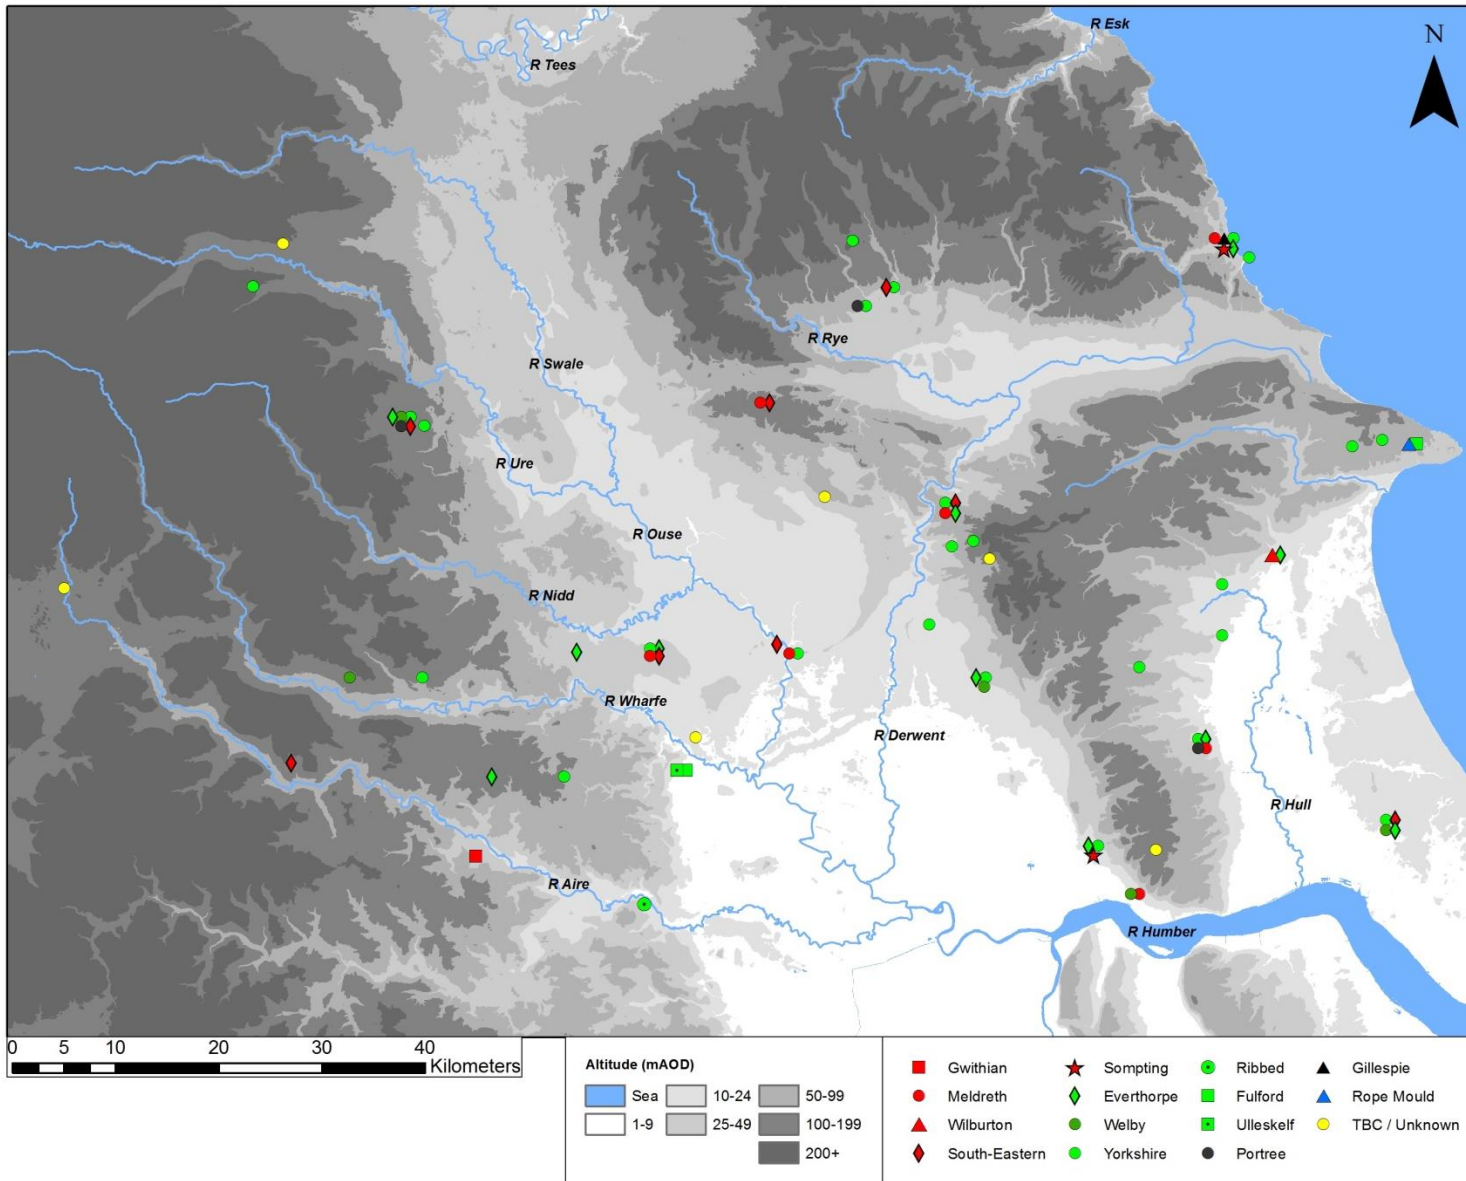 R Esk
N
R Tees
R Rye
R Swale
R Ure
R Ouse
R Nidd
R Wharfe
R Derwent
R Hull
R Aire
R Humber
0 5 10 20 30 40
Kilometers
Altitude (mAOD)
Sea 10-24 50-99
1-9 25-49 100-199
200+
Gwithian Sompting Ribbed Gillespie
Meldreth Everthorpe Fulford Rope Mould
Wilburton Welby Ulleskelf TBC / Unknown
South-Eastern Yorkshire Portree